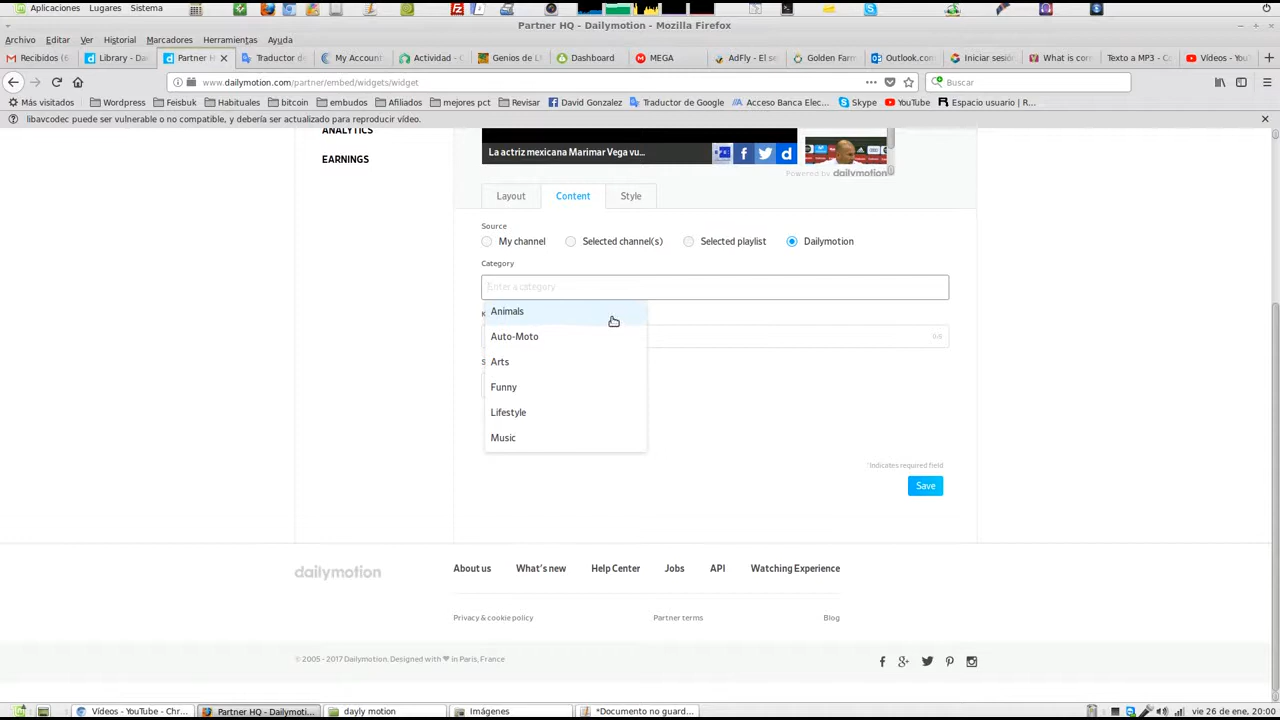 Aplicaciones Lugares Sistema
Partner HQ - Dailymotion - Mozilla Firefox
Archivo Editar Ver Historial Marcadores Herramientas Ayuda
Recibidos (6 Library - Da Partner H Traductor d My Account Actividad - C Genios de L Dashboard MEGA AdFly - El se Golden Farm Outlook.com Iniciar sesió What is corr Texto a MP3 - C Vídeos - YouT
www.dailymotion.com/partner/embed/widgets/widget
Buscar
Más visitados Wordpress Feisbuk Habituales bitcoin embudos Afiliados mejores pct Revisar David Gonzalez Traductor de Google Acceso Banca Elec... Skype YouTube Espacio usuario | R...
libavcodec puede ser vulnerable o no compatible, y debería ser actualizado para reproducir vídeo.
ANALYTICS
EARNINGS
La actriz mexicana Marimar Vega vu...
Powered by dailymotion
Layout Content Style
Source
My channel Selected channel(s) Selected playlist Dailymotion
Category
Enter a category
Animals
Auto-Moto
Arts
Funny
Lifestyle
Music
*Indicates required field
Save
dailymotion
About us What's new Help Center Jobs API Watching Experience
Privacy & cookie policy Partner terms Blog
© 2005 - 2017 Dailymotion. Designed with ♥ in Paris, France
Vídeos - YouTube - Chr... Partner HQ - Dailymoti... dayly motion Imágenes *Documento no guard... vie 26 de ene, 20:00